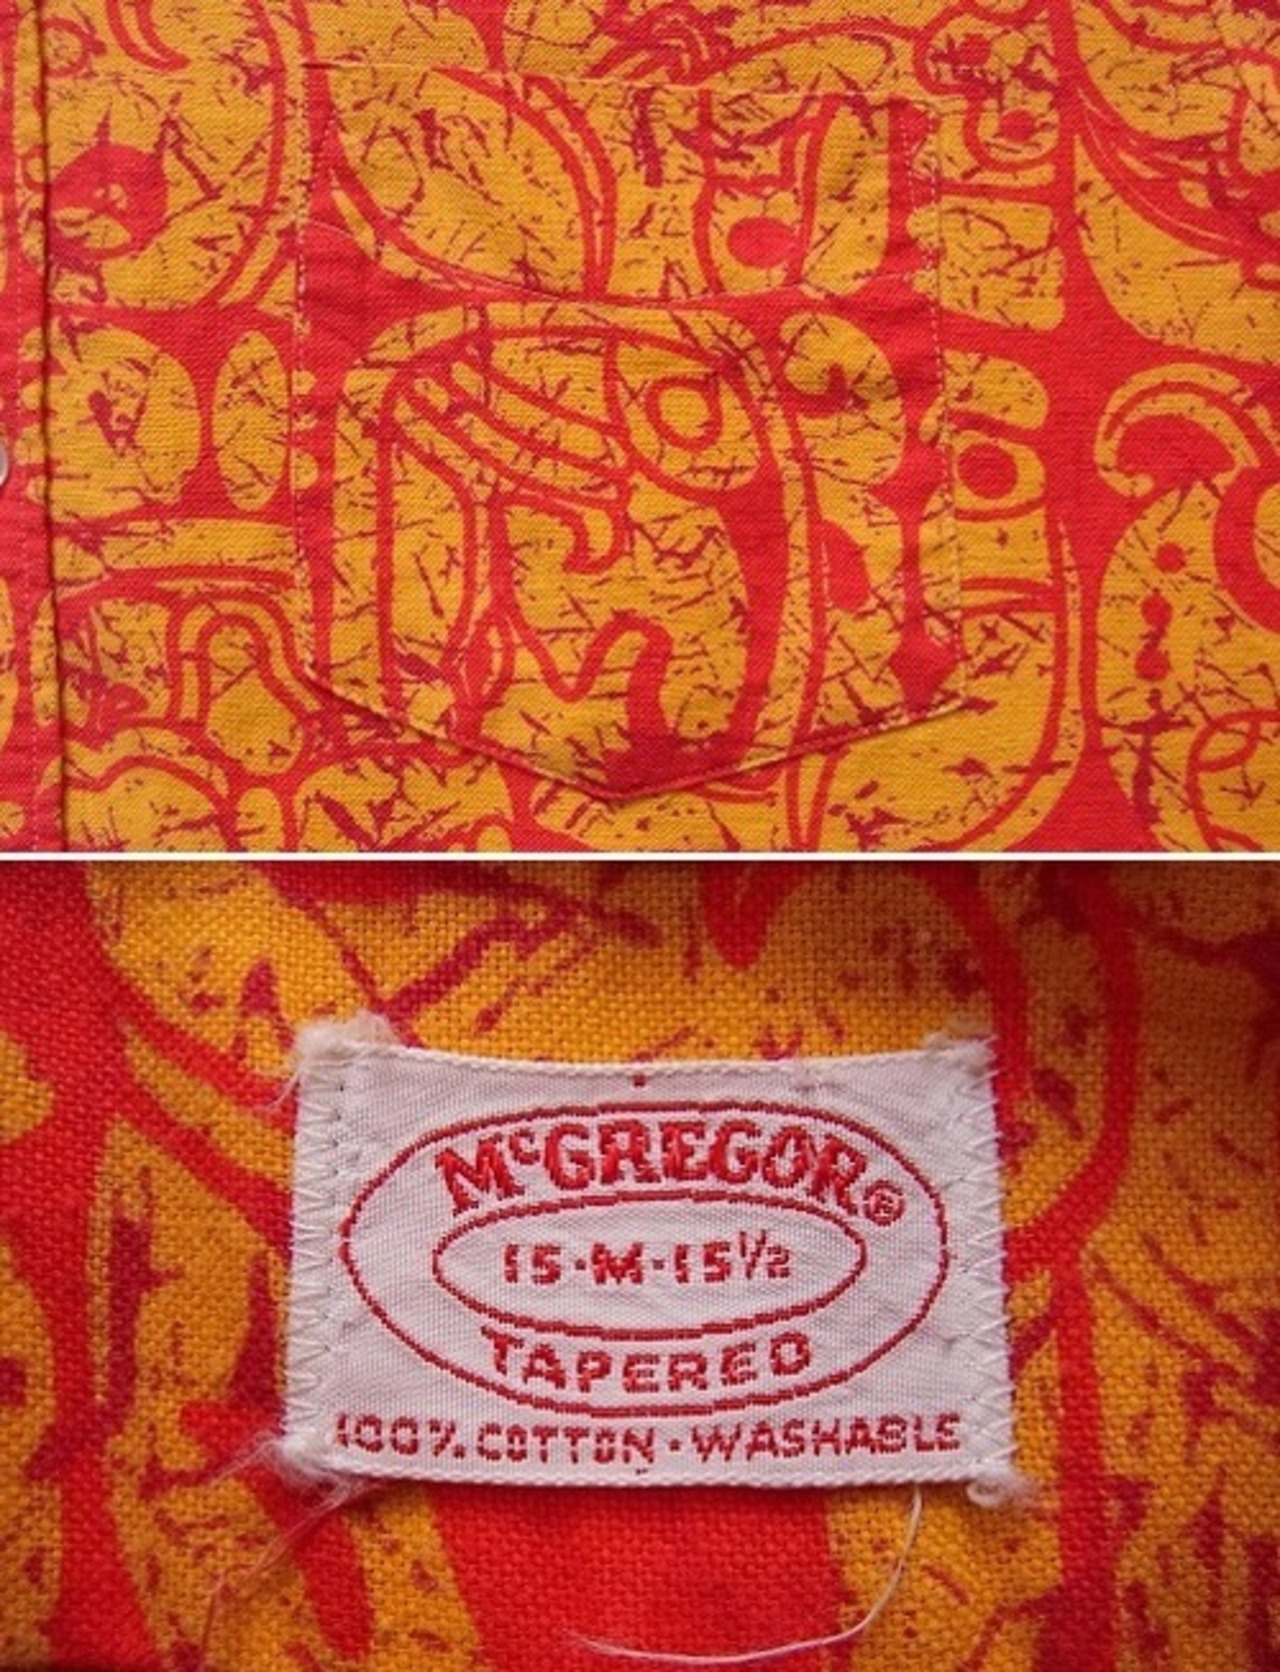 McGREGOR®
15·M·15½
TAPERED
100% COTTON · WASHABLE